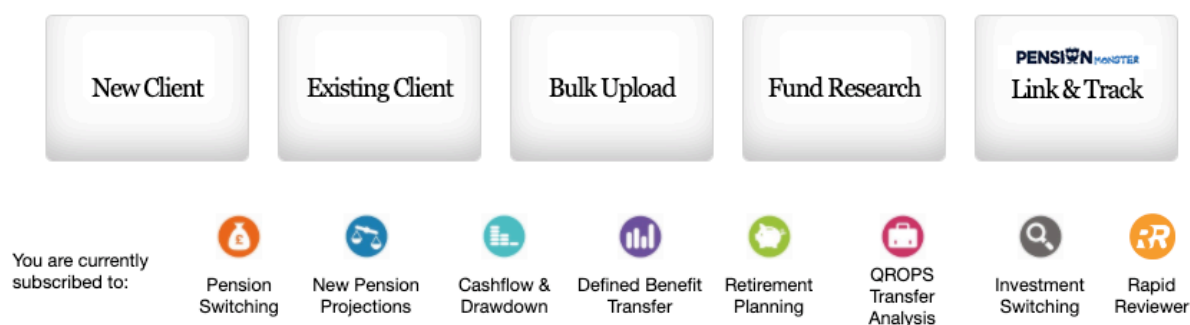 New Client
Existing Client
Bulk Upload
Fund Research
PENSION MONSTER
Link & Track
You are currently
subscribed to:
£
Pension
Switching
New Pension
Projections
Cashflow &
Drawdown
Defined Benefit
Transfer
Retirement
Planning
QROPS
Transfer
Analysis
Investment
Switching
RR
Rapid
Reviewer